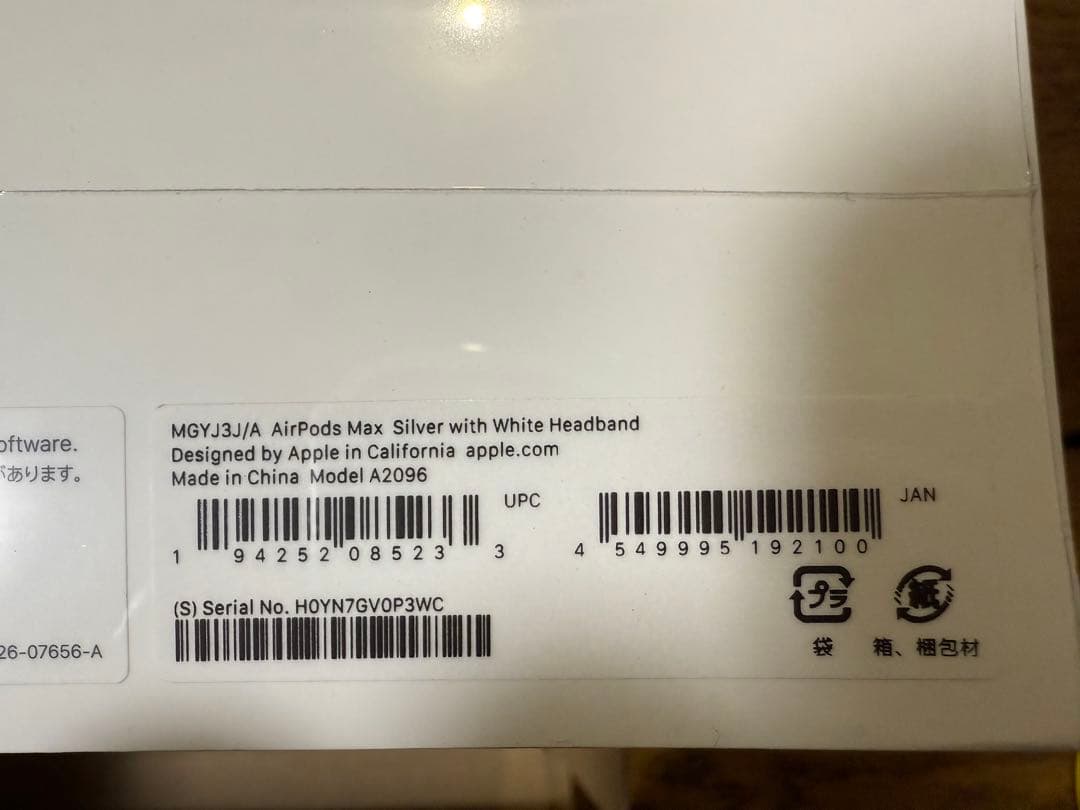 oftware.
があります。
26-07656-A
MGYJ3J/A AirPods Max Silver with White Headband
Designed by Apple in California apple.com
Made in China Model A2096
UPC
1 94252 08523 3
JAN
4 549995 192100
(S) Serial No. H0YN7GV0P3WC
プラ
紙
袋
箱、梱包材